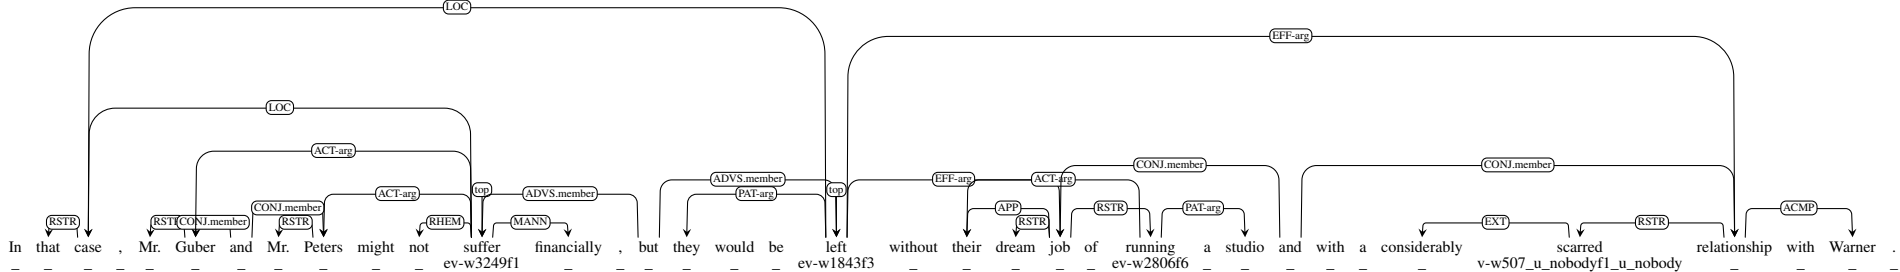 LOC
EFF-arg
LOC
ACT-arg
CONJ.member CONJ.member
ADVS.member EFF-arg ACT-arg
ACT-arg top ADVS.member PAT-arg top
CONJ.member APP RSTR PAT-arg ACMP
RSTR RSTR CONJ.member RSTR RHEM MANN RSTR EXT RSTR
In that case , Mr. Guber and Mr. Peters might not suffer financially , but they would be left without their dream job of running a studio and with a considerably scarred relationship with Warner .
_ _ _ _ _ _ _ _ _ _ _ ev-w3249f1 _ _ _ _ _ _ ev-w1843f3 _ _ _ _ _ ev-w2806f6 _ _ _ _ _ _ v-w507_u_nobodyf1_u_nobody _ _ _ _